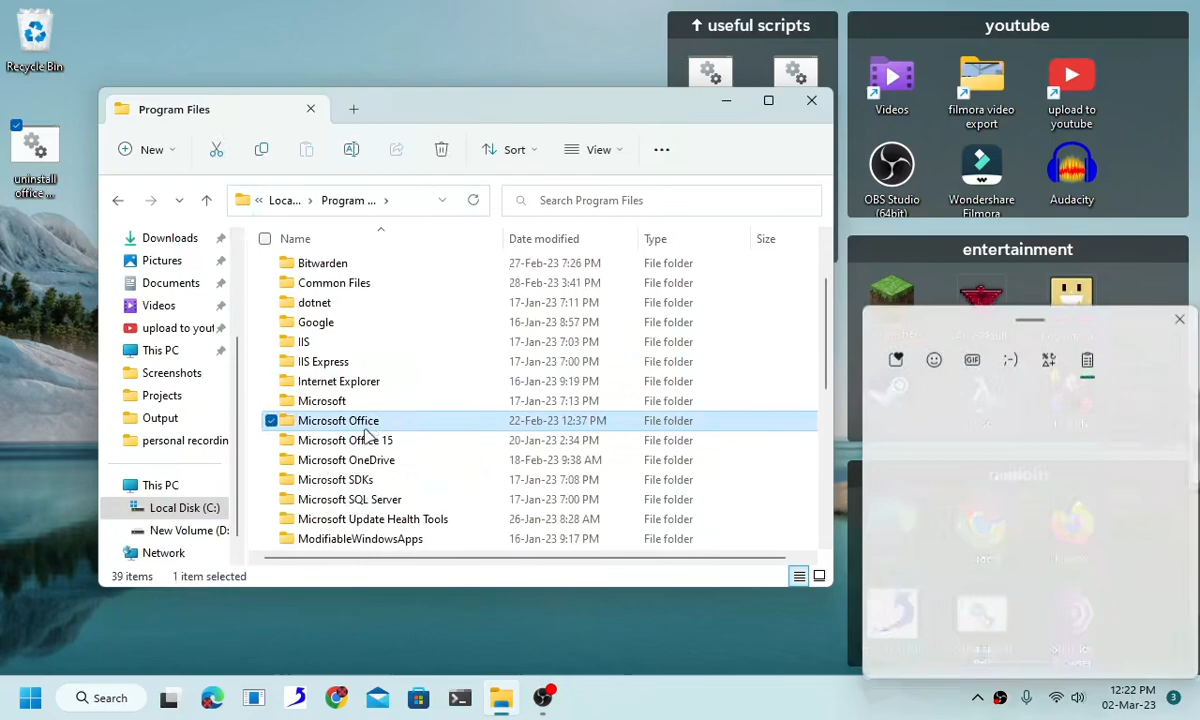 Recycle Bin
uninstall
office ...
↑ useful scripts
youtube
Videos
filmora video
export
upload to
youtube
OBS Studio
(64bit)
Wondershare
Filmora
Audacity
entertainment
Program Files
New
Sort
View
« Loca... › Program ... ›
Search Program Files
Downloads
Pictures
Documents
Videos
upload to yout
This PC
Screenshots
Projects
Output
personal recordin
This PC
Local Disk (C:)
New Volume (D:
Network
Name Date modified Type Size
Bitwarden 27-Feb-23 7:26 PM File folder
Common Files 28-Feb-23 3:41 PM File folder
dotnet 17-Jan-23 7:11 PM File folder
Google 16-Jan-23 8:57 PM File folder
IIS 17-Jan-23 7:03 PM File folder
IIS Express 17-Jan-23 7:00 PM File folder
Internet Explorer 16-Jan-23 9:19 PM File folder
Microsoft 17-Jan-23 7:13 PM File folder
Microsoft Office 22-Feb-23 12:37 PM File folder
Microsoft Office 15 20-Jan-23 2:34 PM File folder
Microsoft OneDrive 18-Feb-23 9:38 AM File folder
Microsoft SDKs 17-Jan-23 7:08 PM File folder
Microsoft SQL Server 17-Jan-23 7:00 PM File folder
Microsoft Update Health Tools 26-Jan-23 8:28 AM File folder
ModifiableWindowsApps 16-Jan-23 9:17 PM File folder
39 items 1 item selected
GIF
;-)
Search
12:22 PM
02-Mar-23
3